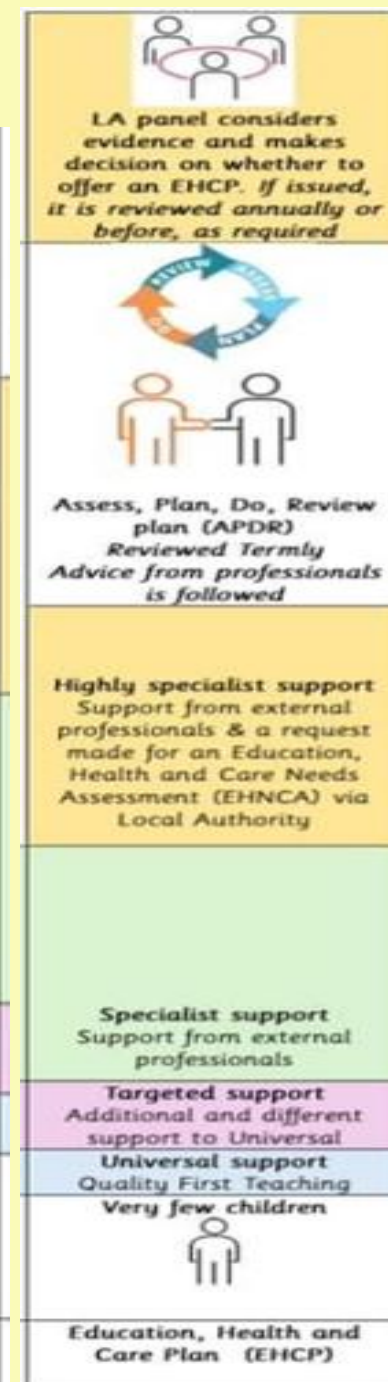 LA panel considers
evidence and makes
decision on whether to
offer an EHCP. If issued,
it is reviewed annually or
before, as required
REVIEW
ASSESS
PLAN
DO
Assess, Plan, Do, Review
plan (APDR)
Reviewed Termly
Advice from professionals
is followed
Highly specialist support
Support from external
professionals & a request
made for an Education,
Health and Care Needs
Assessment (EHNCA) via
Local Authority
Specialist support
Support from external
professionals
Targeted support
Additional and different
support to Universal
Universal support
Quality First Teaching
Very few children
Education, Health and
Care Plan (EHCP)